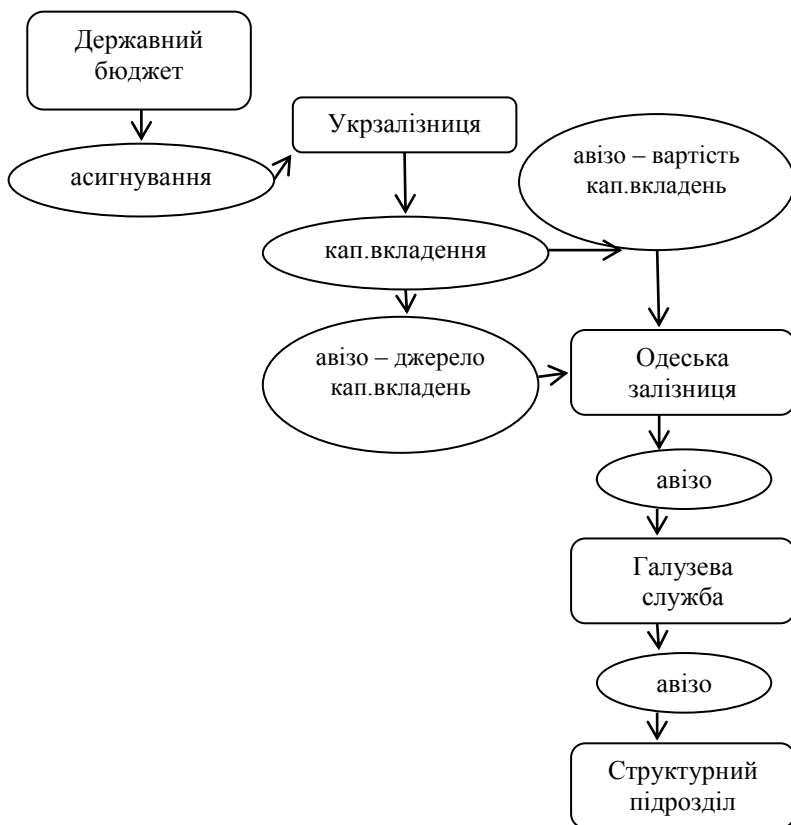 Державний
бюджет
асигнування
Укрзалізниця
авізо – вартість
кап.вкладень
кап.вкладення
авізо – джерело
кап.вкладень
Одеська
залізниця
авізо
Галузева
служба
авізо
Структурний
підрозділ